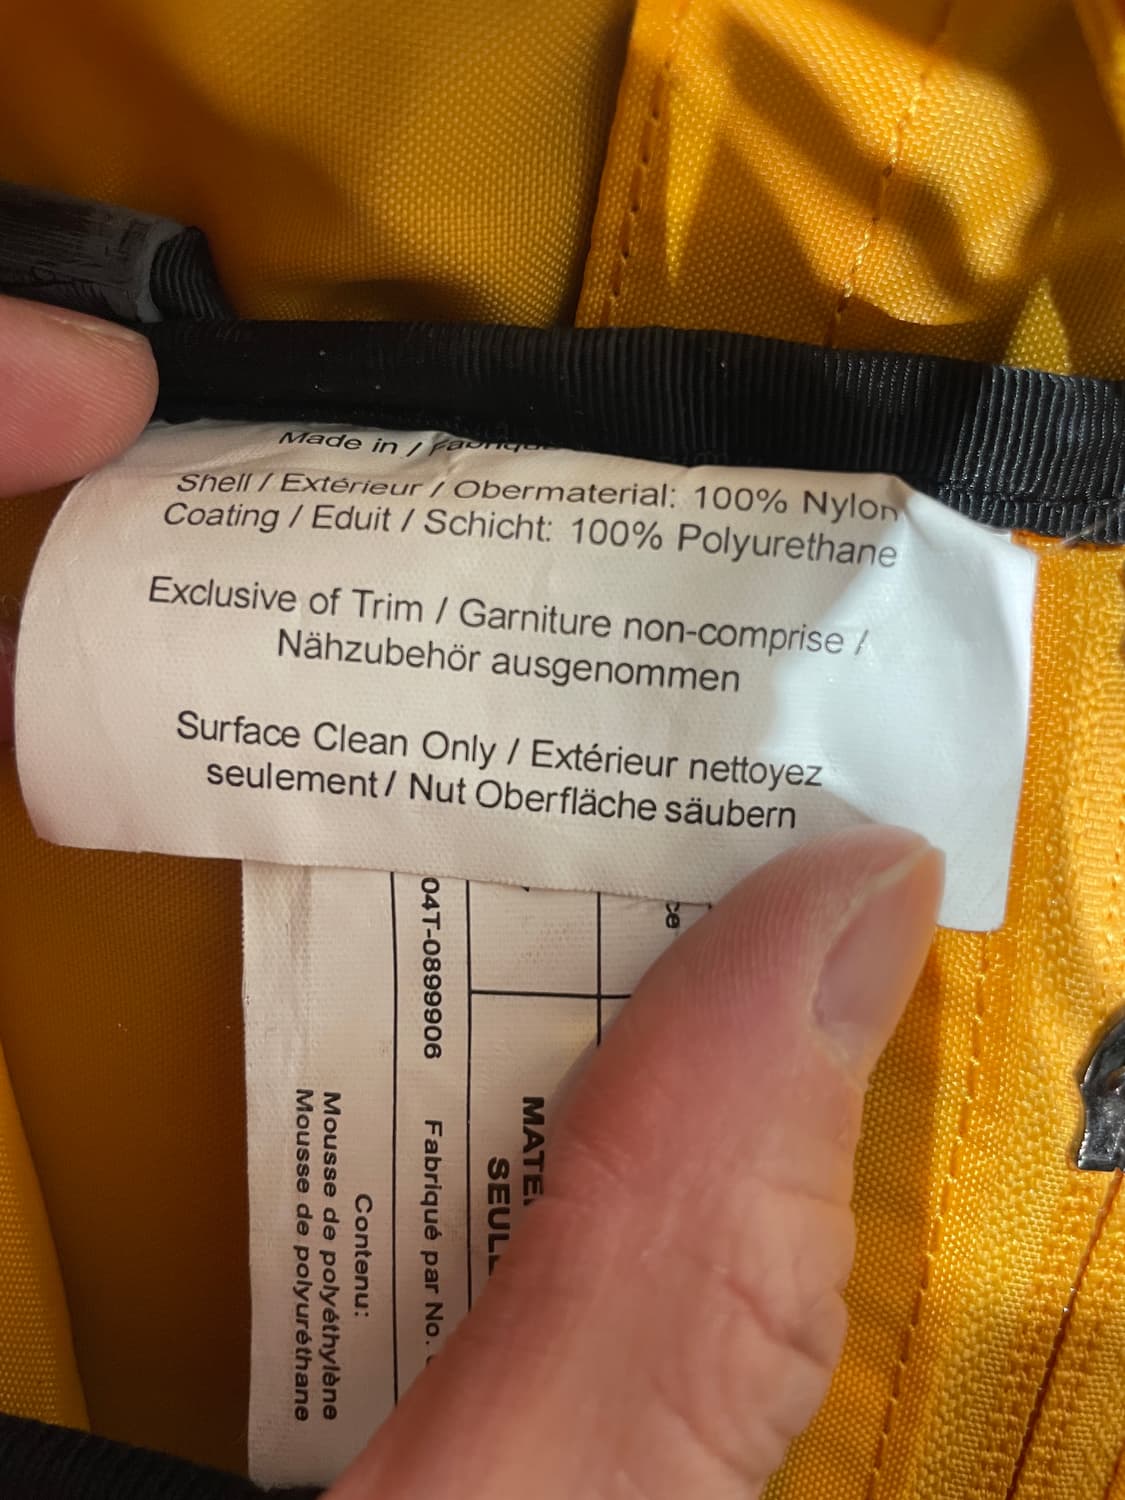 Made in / Fabriqué
Shell / Extérieur / Obermaterial: 100% Nylon
Coating / Eduit / Schicht: 100% Polyurethane
Exclusive of Trim / Garniture non-comprise /
Nähzubehör ausgenommen
Surface Clean Only / Extérieur nettoyez
seulement / Nut Oberfläche säubern
04T-0899906 Fabriqué par No.
Contenu:
Mousse de polyéthylène
Mousse de polyuréthane